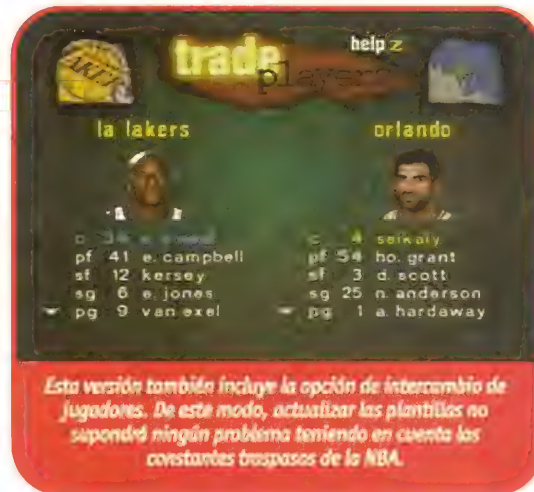 LAKERS
trade
players
help z
la lakers
orlando
c 34 s. o'neal
pf 41 e. campbell
sf 12 kersey
sg 6 e. jones
pg 9 van exel
c 4 seikaly
pf 54 ho. grant
sf 3 d. scott
sg 25 n. anderson
pg 1 a. hardaway
Esta versión también incluye la opción de intercambio de
jugadores. De este modo, actualizar las plantillas no
supondrá ningún problema teniendo en cuenta los
constantes traspasos de la NBA.